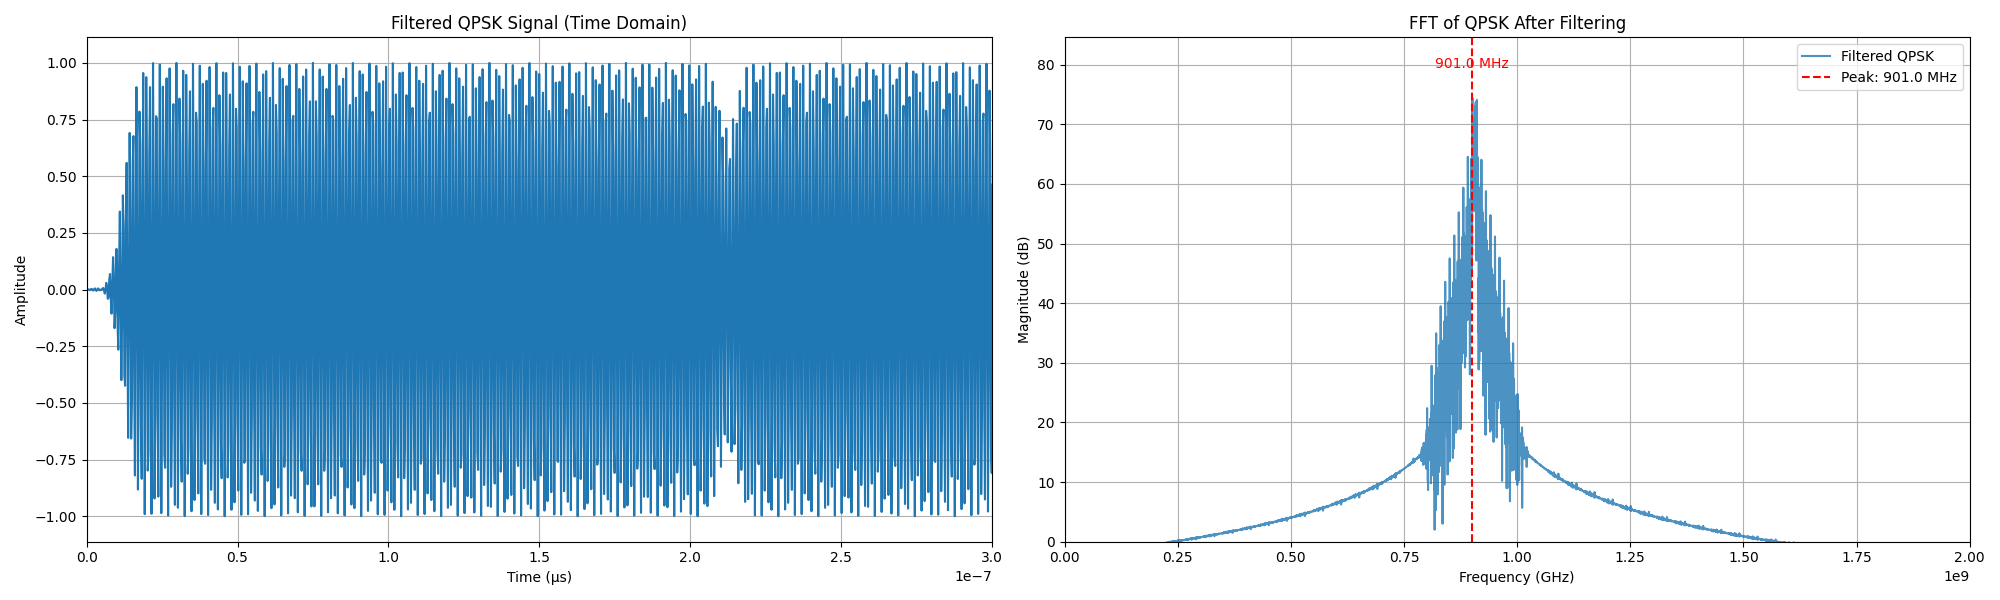 Filtered QPSK Signal (Time Domain)
Amplitude
1.00
0.75
0.50
0.25
0.00
−0.25
−0.50
−0.75
−1.00
0.0 0.5 1.0 1.5 2.0 2.5 3.0
1e−7
Time (μs)
FFT of QPSK After Filtering
Magnitude (dB)
80
70
60
50
40
30
20
10
0
901.0 MHz
Filtered QPSK
Peak: 901.0 MHz
0.00 0.25 0.50 0.75 1.00 1.25 1.50 1.75 2.00
1e9
Frequency (GHz)